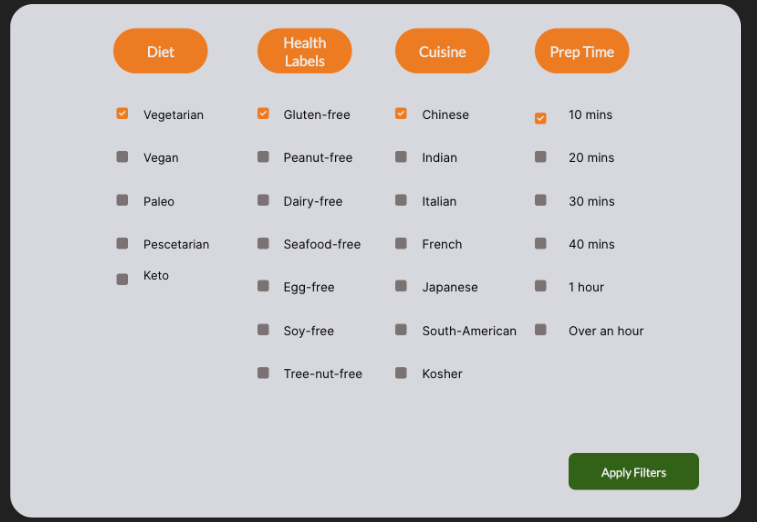 Diet
Health
Labels
Cuisine
Prep Time
Vegetarian
Gluten-free
Chinese
10 mins
Vegan
Peanut-free
Indian
20 mins
Paleo
Dairy-free
Italian
30 mins
Pescetarian
Seafood-free
French
40 mins
Keto
Egg-free
Japanese
1 hour
Soy-free
South-American
Over an hour
Tree-nut-free
Kosher
Apply Filters